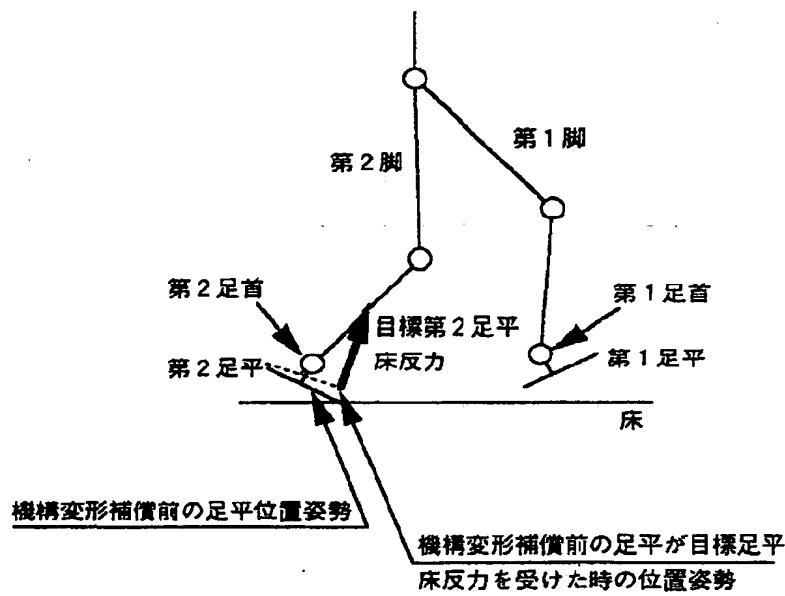 第1脚
第2脚
第2足首
第1足首
目標第2足平
床反力
第2足平
第1足平
床
機構変形補償前の足平位置姿勢
機構変形補償前の足平が目標足平
床反力を受けた時の位置姿勢